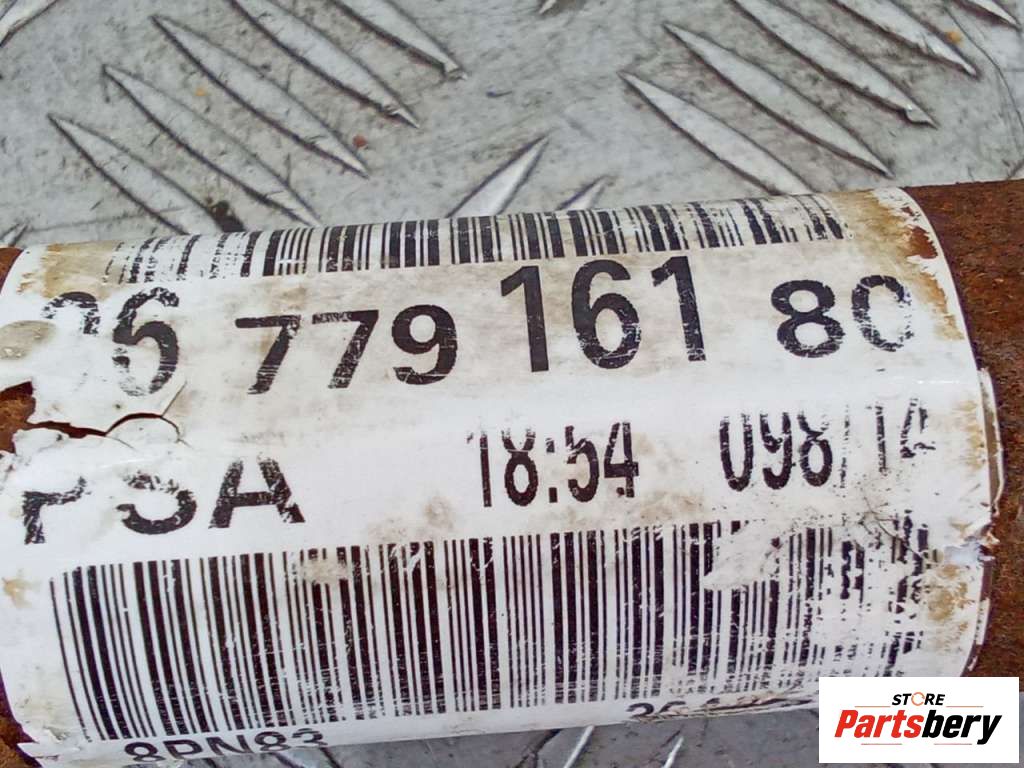 96 779 161 80
PSA 18:54 098/14
8PN83
STORE
Partsbery